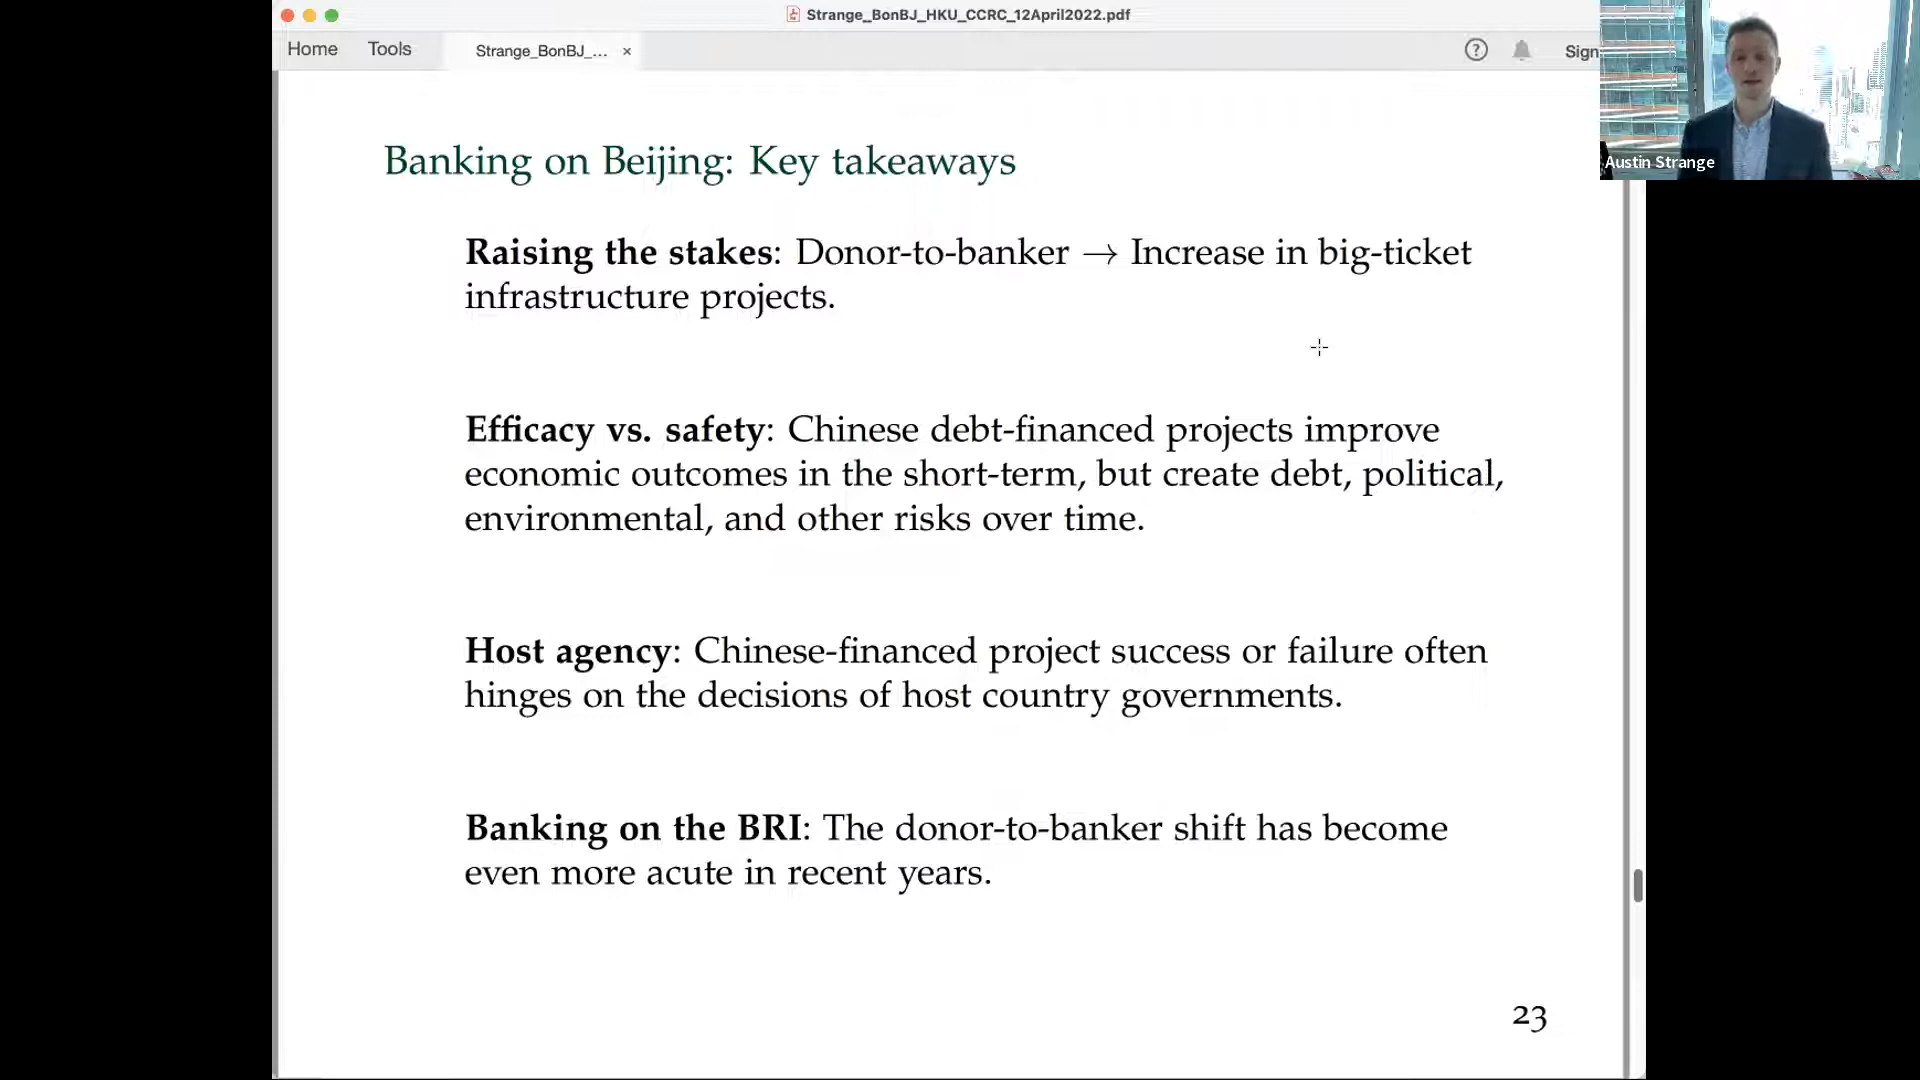 Strange_BonBJ_HKU_CCRC_12April2022.pdf
Home Tools Strange_BonBJ_... × ? Sign
Austin Strange
Banking on Beijing: Key takeaways
Raising the stakes: Donor-to-banker → Increase in big-ticket
infrastructure projects.
Efficacy vs. safety: Chinese debt-financed projects improve
economic outcomes in the short-term, but create debt, political,
environmental, and other risks over time.
Host agency: Chinese-financed project success or failure often
hinges on the decisions of host country governments.
Banking on the BRI: The donor-to-banker shift has become
even more acute in recent years.
23